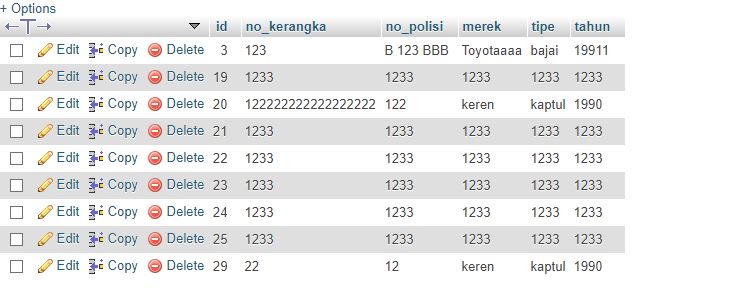 + Options
id no_kerangka no_polisi merek tipe tahun
Edit Copy Delete 3 123 B 123 BBB Toyotaaaa bajai 19911
Edit Copy Delete 19 1233 1233 1233 1233 1233
Edit Copy Delete 20 122222222222222222 122 keren kaptul 1990
Edit Copy Delete 21 1233 1233 1233 1233 1233
Edit Copy Delete 22 1233 1233 1233 1233 1233
Edit Copy Delete 23 1233 1233 1233 1233 1233
Edit Copy Delete 24 1233 1233 1233 1233 1233
Edit Copy Delete 25 1233 1233 1233 1233 1233
Edit Copy Delete 29 22 12 keren kaptul 1990